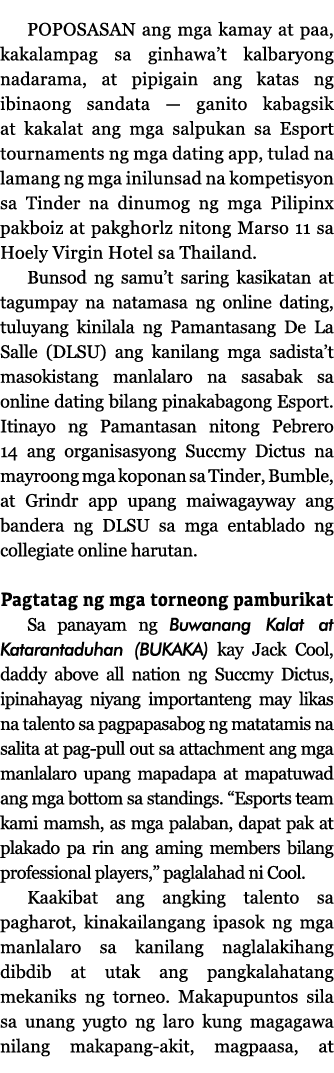 POPOSASAN ang mga kamay at paa,
kakalampag sa ginhawa’t kalbaryong
nadarama, at pipigain ang katas ng
ibinaong sandata — ganito kabagsik
at kakalat ang mga salpukan sa Esport
tournaments ng mga dating app, tulad na
lamang ng mga inilunsad na kompetisyon
sa Tinder na dinumog ng mga Pilipinx
pakboiz at pakgh0rlz nitong Marso 11 sa
Hoely Virgin Hotel sa Thailand.
Bunsod ng samu’t saring kasikatan at
tagumpay na natamasa ng online dating,
tuluyang kinilala ng Pamantasang De La
Salle (DLSU) ang kanilang mga sadista’t
masokistang manlalaro na sasabak sa
online dating bilang pinakabagong Esport.
Itinayo ng Pamantasan nitong Pebrero
14 ang organisasyong Succmy Dictus na
mayroong mga koponan sa Tinder, Bumble,
at Grindr app upang maiwagayway ang
bandera ng DLSU sa mga entablado ng
collegiate online harutan.
Pagtatag ng mga torneong pamburikat
Sa panayam ng Buwanang Kalat at
Katarantaduhan (BUKAKA) kay Jack Cool,
daddy above all nation ng Succmy Dictus,
ipinahayag niyang importanteng may likas
na talento sa pagpapasabog ng matatamis na
salita at pag-pull out sa attachment ang mga
manlalaro upang mapadapa at mapatuwad
ang mga bottom sa standings. “Esports team
kami mamsh, as mga palaban, dapat pak at
plakado pa rin ang aming members bilang
professional players,” paglalahad ni Cool.
Kaakibat ang angking talento sa
pagharot, kinakailangang ipasok ng mga
manlalaro sa kanilang naglalakihang
dibdib at utak ang pangkalahatang
mekaniks ng torneo. Makapupuntos sila
sa unang yugto ng laro kung magagawa
nilang makapang-akit, magpaasa, at